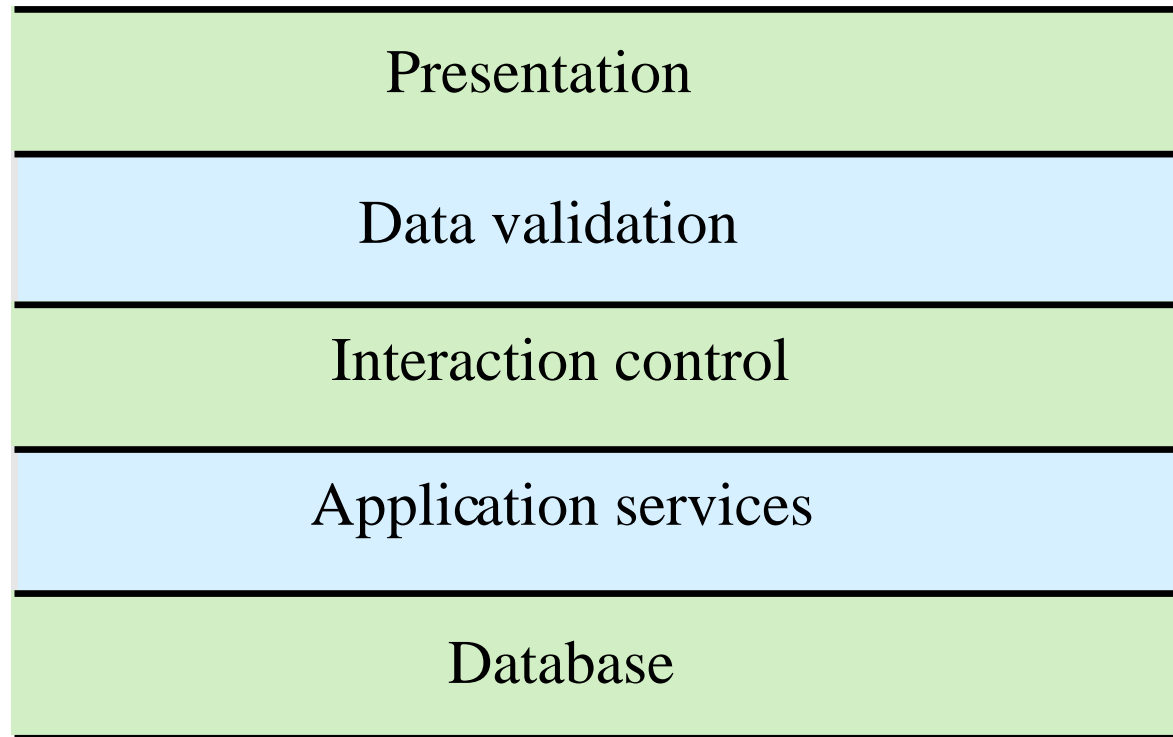 Presentation
Data validation
Interaction control
Application services
Database